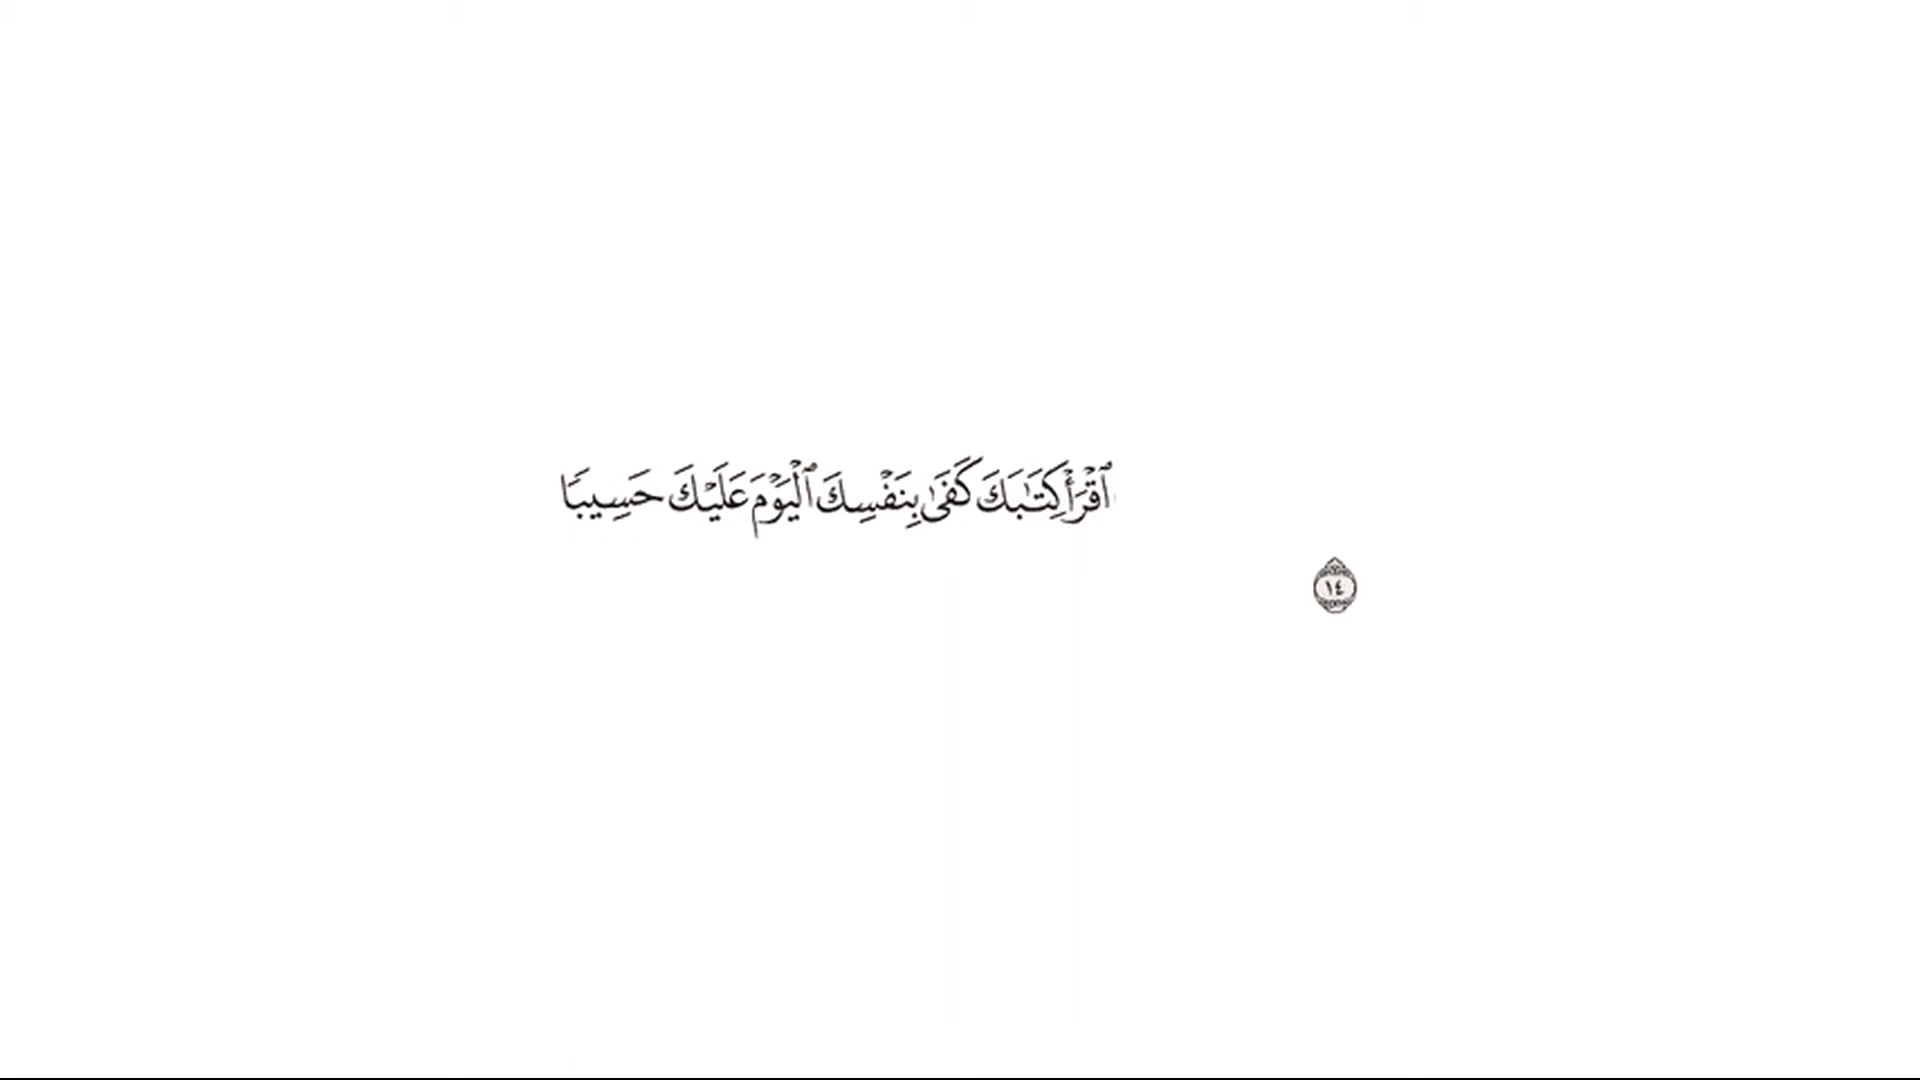 ٱقۡرَأۡ كِتَٰبَكَ كَفَىٰ بِنَفۡسِكَ ٱلۡيَوۡمَ عَلَيۡكَ حَسِيبٗا
١٤